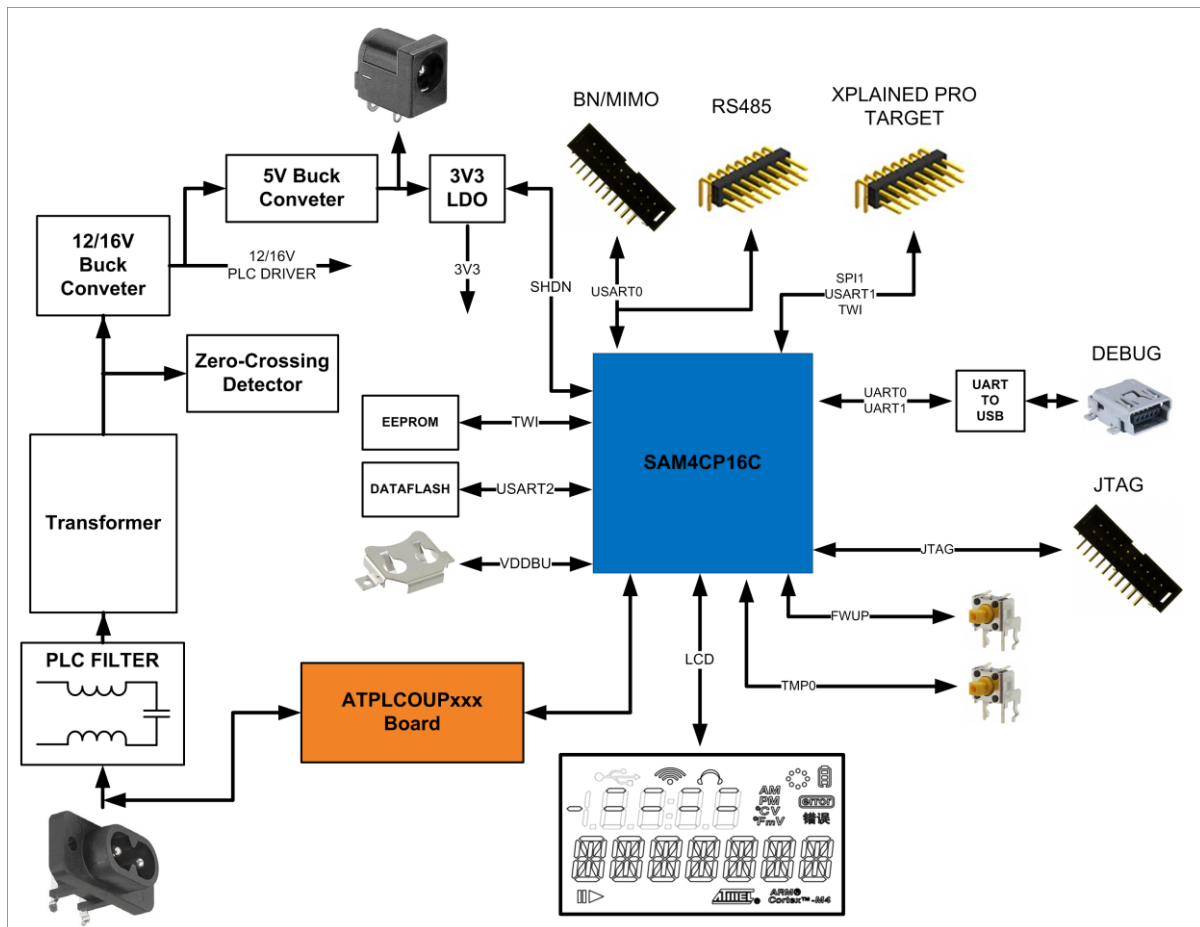 BN/MIMO
RS485
XPLAINED PRO
TARGET
5V Buck
Conveter
3V3
LDO
12/16V
Buck
Conveter
12/16V
PLC DRIVER
3V3
SHDN
USART0
SPI1
USART1
TWI
Zero-Crossing
Detector
DEBUG
UART0
UART1
UART
TO
USB
EEPROM
TWI
SAM4CP16C
DATAFLASH
USART2
JTAG
Transformer
VDDBU
JTAG
FWUP
PLC FILTER
LCD
TMP0
ATPLCOUPxxx
Board
AM
PM
°C V
°F mV
error
错误
ATMEL
ARM®
Cortex™-M4